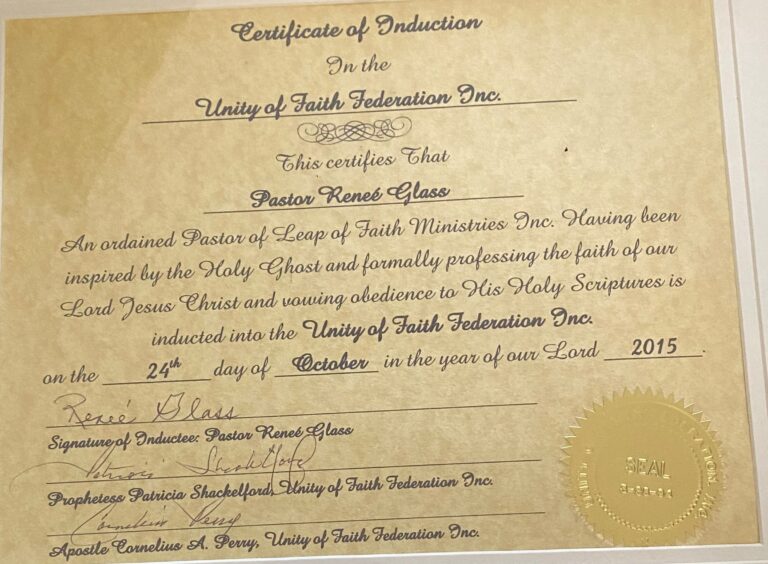 Certificate of Induction
In the
Unity of Faith Federation Inc.
This certifies That
Pastor Reneé Glass
An ordained Pastor of Leap of Faith Ministries Inc. Having been
inspired by the Holy Ghost and formally professing the faith of our
Lord Jesus Christ and vowing obedience to His Holy Scriptures is
inducted into the Unity of Faith Federation Inc.
on the 24th day of October in the year of our Lord 2015.
Reneé Glass
Signature of Inductee: Pastor Reneé Glass
Patricia Shackelford
Prophetess Patricia Shackelford, Unity of Faith Federation Inc.
Cornelius Perry
Apostle Cornelius A. Perry, Unity of Faith Federation Inc.
SEAL